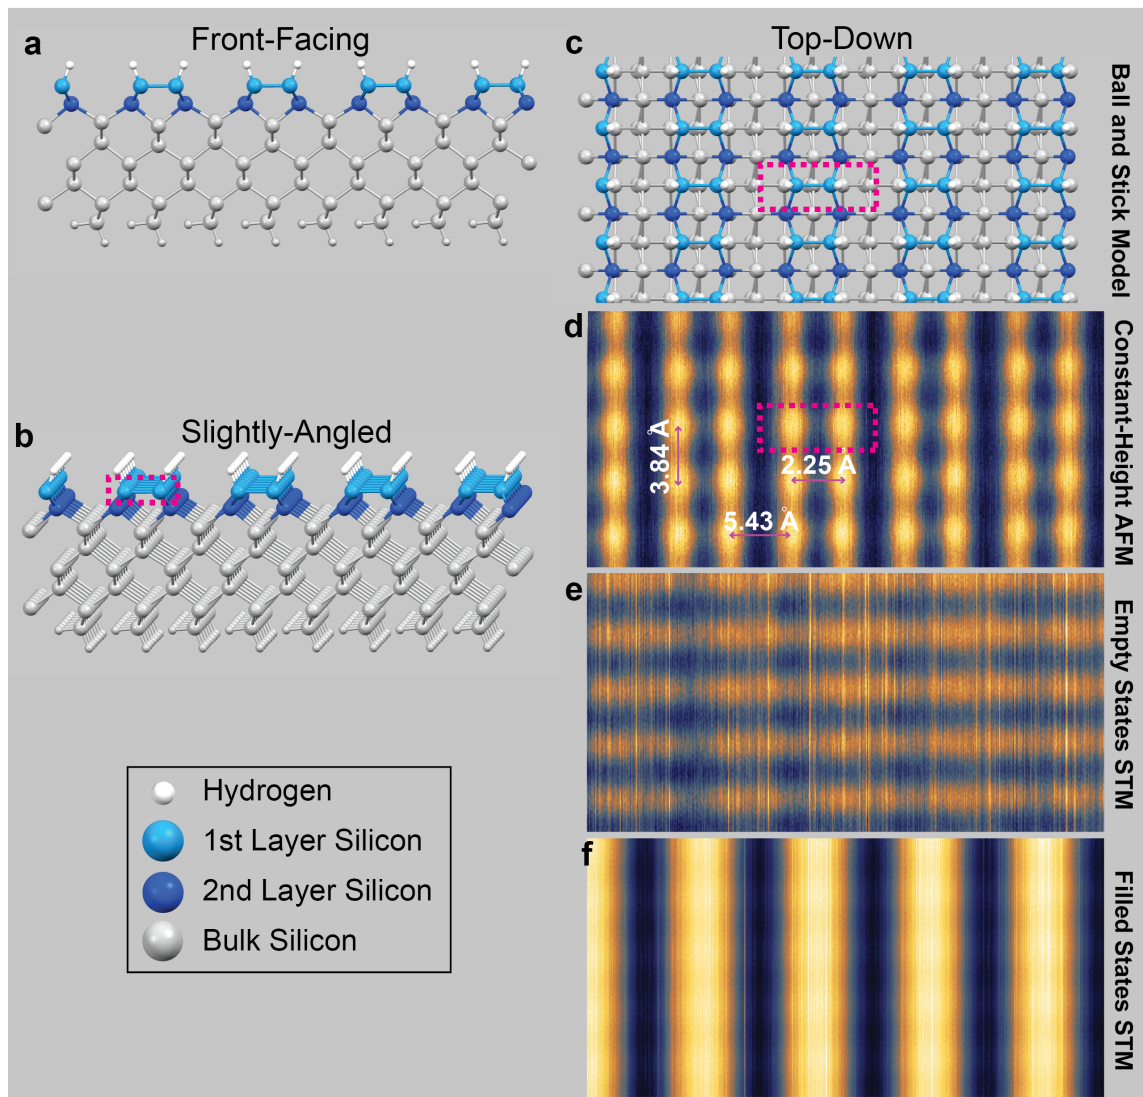 a
Front-Facing
b
Slightly-Angled
Hydrogen
1st Layer Silicon
2nd Layer Silicon
Bulk Silicon
c
Top-Down
Ball and Stick Model
d
3.84 Å
2.25 Å
5.43 Å
Constant-Height AFM
e
Empty States STM
f
Filled States STM